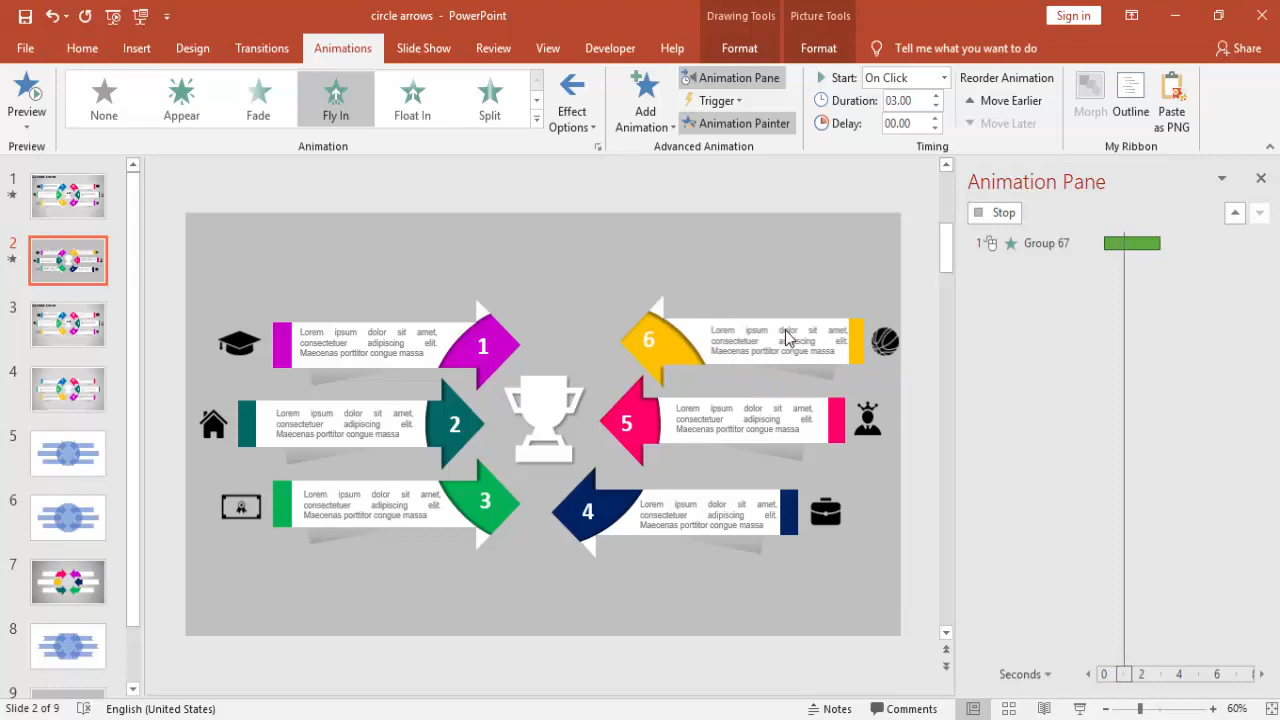 circle arrows - PowerPoint
Drawing Tools
Picture Tools
Sign in
File
Home
Insert
Design
Transitions
Animations
Slide Show
Review
View
Developer
Help
Format
Format
Tell me what you want to do
Share
Preview
None
Appear
Fade
Fly In
Float In
Split
Effect
Options
Add
Animation
Animation Pane
Trigger
Animation Painter
Start:
On Click
Duration:
03.00
Delay:
00.00
Reorder Animation
Move Earlier
Move Later
Morph
Outline
Paste
as PNG
Preview
Animation
Advanced Animation
Timing
My Ribbon
1
2
3
4
6
7
8
9
Lorem ipsum dolor sit amet,
consectetuer adipiscing elit.
Maecenas porttitor congue massa
1
Lorem ipsum dolor sit amet,
consectetuer adipiscing elit.
Maecenas porttitor congue massa
2
Lorem ipsum dolor sit amet,
consectetuer adipiscing elit.
Maecenas porttitor congue massa
3
6
Lorem ipsum dolor sit amet,
consectetuer adipiscing elit.
Maecenas porttitor congue massa
5
Lorem ipsum dolor sit amet,
consectetuer adipiscing elit.
Maecenas porttitor congue massa
4
Lorem ipsum dolor sit amet,
consectetuer adipiscing elit.
Maecenas porttitor congue massa
Animation Pane
Stop
1
Group 67
Seconds
0
2
4
6
Slide 2 of 9
English (United States)
Notes
Comments
60%